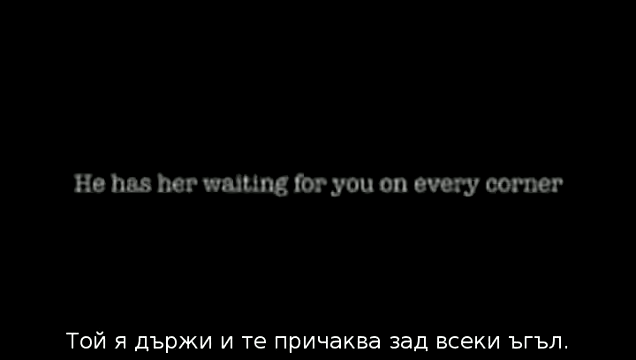 He has her waiting for you on every corner
Той я държи и те причаква зад всеки ъгъл.